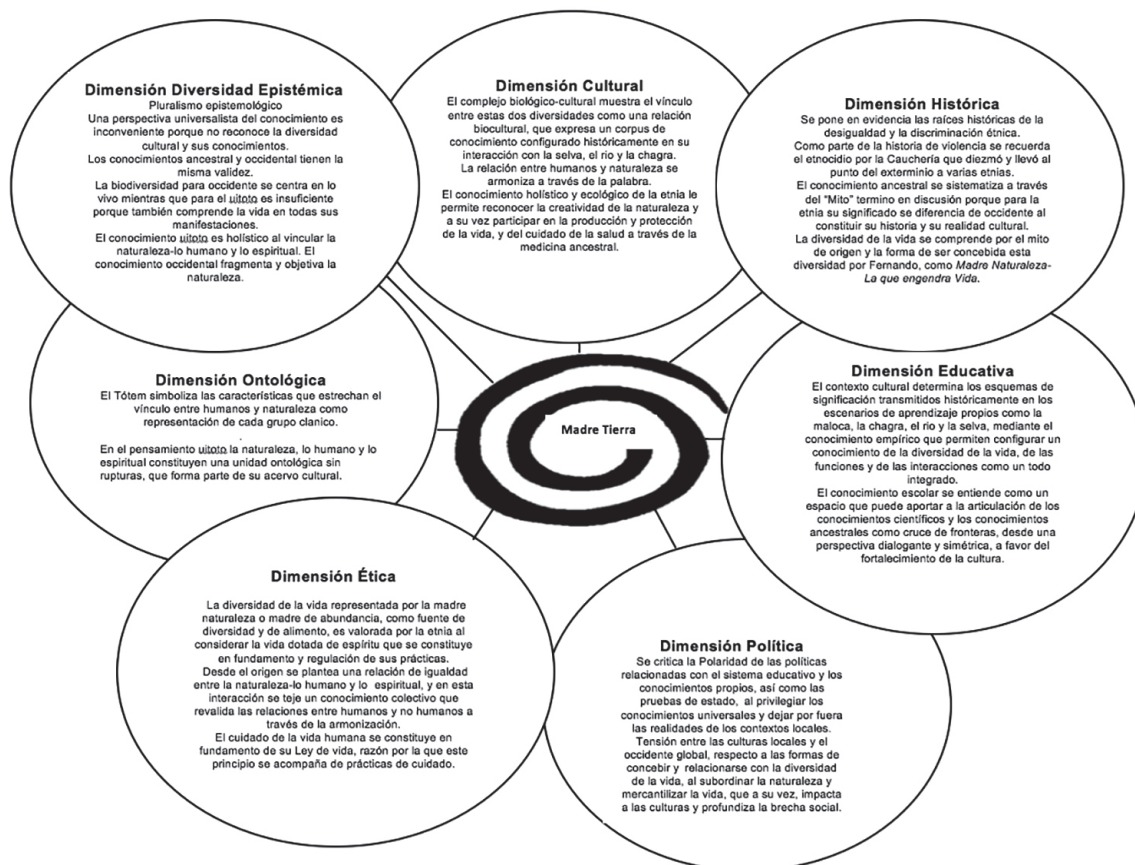 Dimensión Diversidad Epistémica
Pluralismo epistemológico
Una perspectiva universalista del conocimiento es
inconveniente porque no reconoce la diversidad
cultural y sus conocimientos.
Los conocimientos ancestral y occidental tienen la
misma validez.
La biodiversidad para occidente se centra en lo
vivo mientras que para el uitoto es insuficiente
porque también comprende la vida en todas sus
manifestaciones.
El conocimiento uitoto es holístico al vincular la
naturaleza-lo humano y lo espiritual. El
conocimiento occidental fragmenta y objetiva la
naturaleza.
Dimensión Cultural
El complejo biológico-cultural muestra el vínculo
entre estas dos diversidades como una relación
biocultural, que expresa un corpus de
conocimiento configurado históricamente en su
interacción con la selva, el rio y la chagra.
La relación entre humanos y naturaleza se
armoniza a través de la palabra.
El conocimiento holístico y ecológico de la etnia le
permite reconocer la creatividad de la naturaleza y
a su vez participar en la producción y protección
de la vida, y del cuidado de la salud a través de la
medicina ancestral.
Dimensión Histórica
Se pone en evidencia las raíces históricas de la
desigualdad y la discriminación étnica.
Como parte de la historia de violencia se recuerda
el etnocidio por la Cauchería que diezmó y llevó al
punto del exterminio a varias etnias.
El conocimiento ancestral se sistematiza a través
del "Mito" termino en discusión porque para la
etnia su significado se diferencia de occidente al
constituir su historia y su realidad cultural.
La diversidad de la vida se comprende por el mito
de origen y la forma de ser concebida esta
diversidad por Fernando, como Madre Naturaleza-
La que engendra Vida.
Dimensión Ontológica
El Tótem simboliza las características que estrechan el
vínculo entre humanos y naturaleza como
representación de cada grupo clanico.
En el pensamiento uitoto la naturaleza, lo humano y lo
espiritual constituyen una unidad ontológica sin
rupturas, que forma parte de su acervo cultural.
Madre Tierra
Dimensión Educativa
El contexto cultural determina los esquemas de
significación transmitidos históricamente en los
escenarios de aprendizaje propios como la
maloca, la chagra, el rio y la selva, mediante el
conocimiento empírico que permiten configurar un
conocimiento de la diversidad de la vida, de las
funciones y de las interacciones como un todo
integrado.
El conocimiento escolar se entiende como un
espacio que puede aportar a la articulación de los
conocimientos científicos y los conocimientos
ancestrales como cruce de fronteras, desde una
perspectiva dialogante y simétrica, a favor del
fortalecimiento de la cultura.
Dimensión Ética
La diversidad de la vida representada por la madre
naturaleza o madre de abundancia, como fuente de
diversidad y de alimento, es valorada por la etnia al
considerar la vida dotada de espíritu que se constituye
en fundamento y regulación de sus prácticas.
Desde el origen se plantea una relación de igualdad
entre la naturaleza-lo humano y lo espiritual, y en esta
interacción se teje un conocimiento colectivo que
revalida las relaciones entre humanos y no humanos a
través de la armonización.
El cuidado de la vida humana se constituye en
fundamento de su Ley de vida, razón por la que este
principio se acompaña de prácticas de cuidado.
Dimensión Política
Se critica la Polaridad de las políticas
relacionadas con el sistema educativo y los
conocimientos propios, así como las
pruebas de estado, al privilegiar los
conocimientos universales y dejar por fuera
las realidades de los contextos locales.
Tensión entre las culturas locales y el
occidente global, respecto a las formas de
concebir y relacionarse con la diversidad
de la vida, al subordinar la naturaleza y
mercantilizar la vida, que a su vez, impacta
a las culturas y profundiza la brecha social.